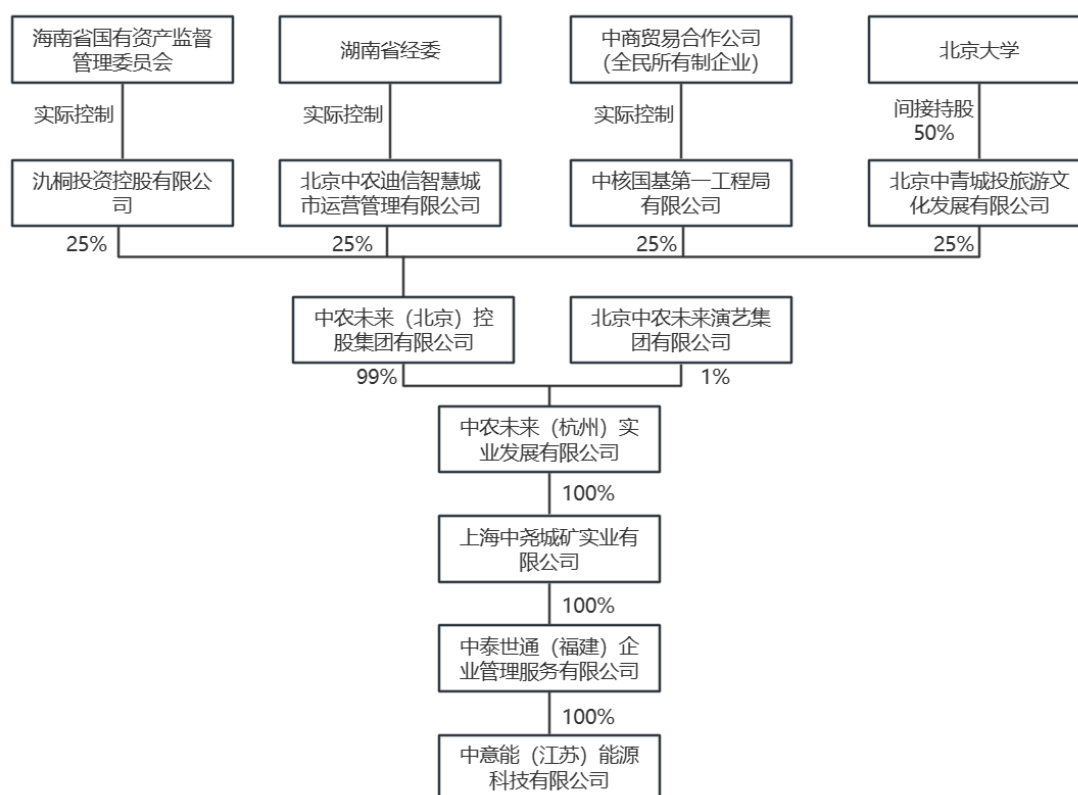 海南省国有资产监督
管理委员会
湖南省经委
中商贸易合作公司
（全民所有制企业）
北京大学
实际控制
实际控制
实际控制
间接持股
50%
氿桐投资控股有限公
司
北京中农迪信智慧城
市运营管理有限公司
中核国基第一工程局
有限公司
北京中青城投旅游文
化发展有限公司
25%
25%
25%
25%
中农未来（北京）控
股集团有限公司
北京中农未来演艺集
团有限公司
99%
1%
中农未来（杭州）实
业发展有限公司
100%
上海中尧城矿实业有
限公司
100%
中泰世通（福建）企
业管理服务有限公司
100%
中意能（江苏）能源
科技有限公司